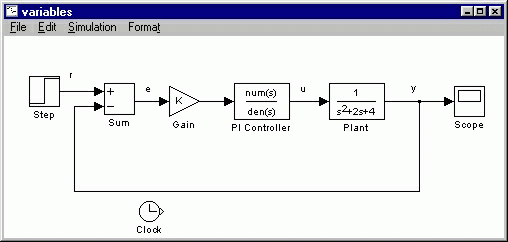 variables
File Edit Simulation Format
r
e
u
y
+
−
K
num(s)
den(s)
1
s²+2s+4
Step
Sum
Gain
PI Controller
Plant
Scope
Clock